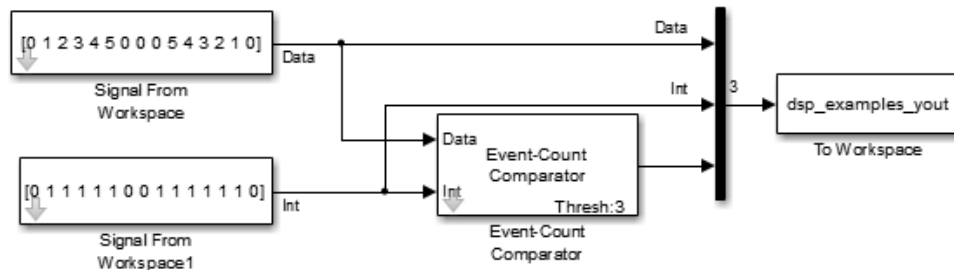 [0 1 2 3 4 5 0 0 0 5 4 3 2 1 0]
Data
Signal From
Workspace
Data
Int
3
dsp_examples_yout
To Workspace
Data
Event-Count
Comparator
Int
Thresh:3
Event-Count
Comparator
[0 1 1 1 1 1 0 0 1 1 1 1 1 1 0]
Int
Signal From
Workspace1